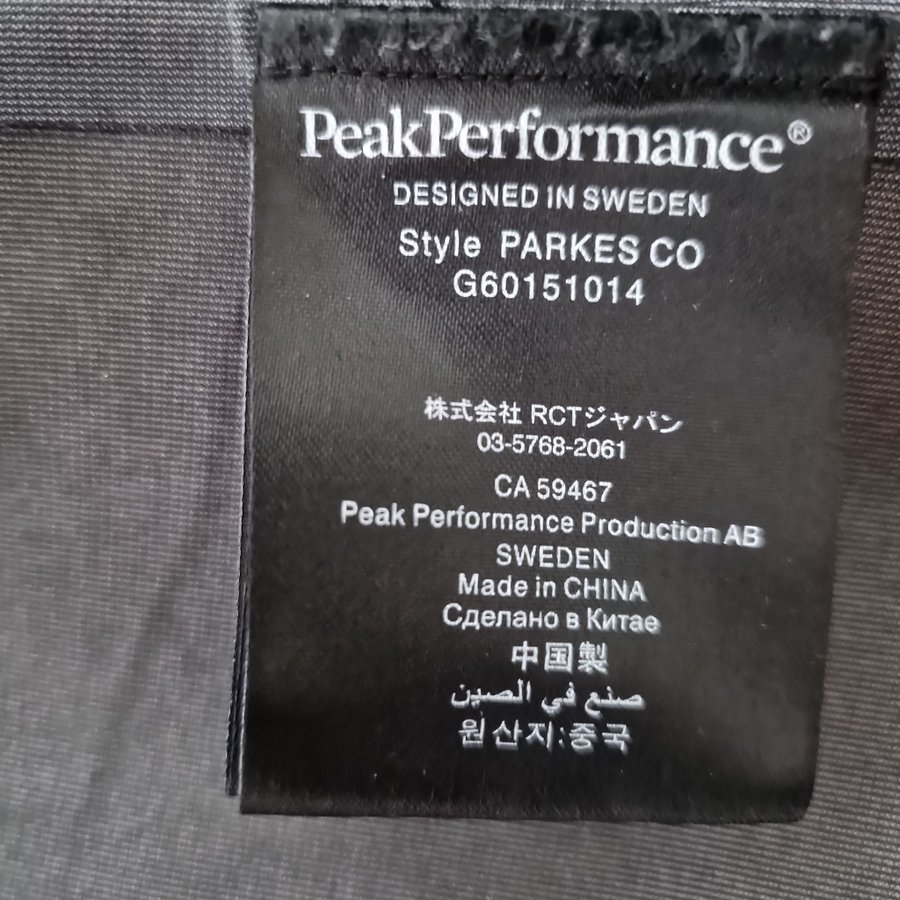 PeakPerformance®
DESIGNED IN SWEDEN
Style PARKES CO
G60151014
株式会社 RCTジャパン
03-5768-2061
CA 59467
Peak Performance Production AB
SWEDEN
Made in CHINA
Сделано в Китае
中国製
صنع في الصين
원산지:중국